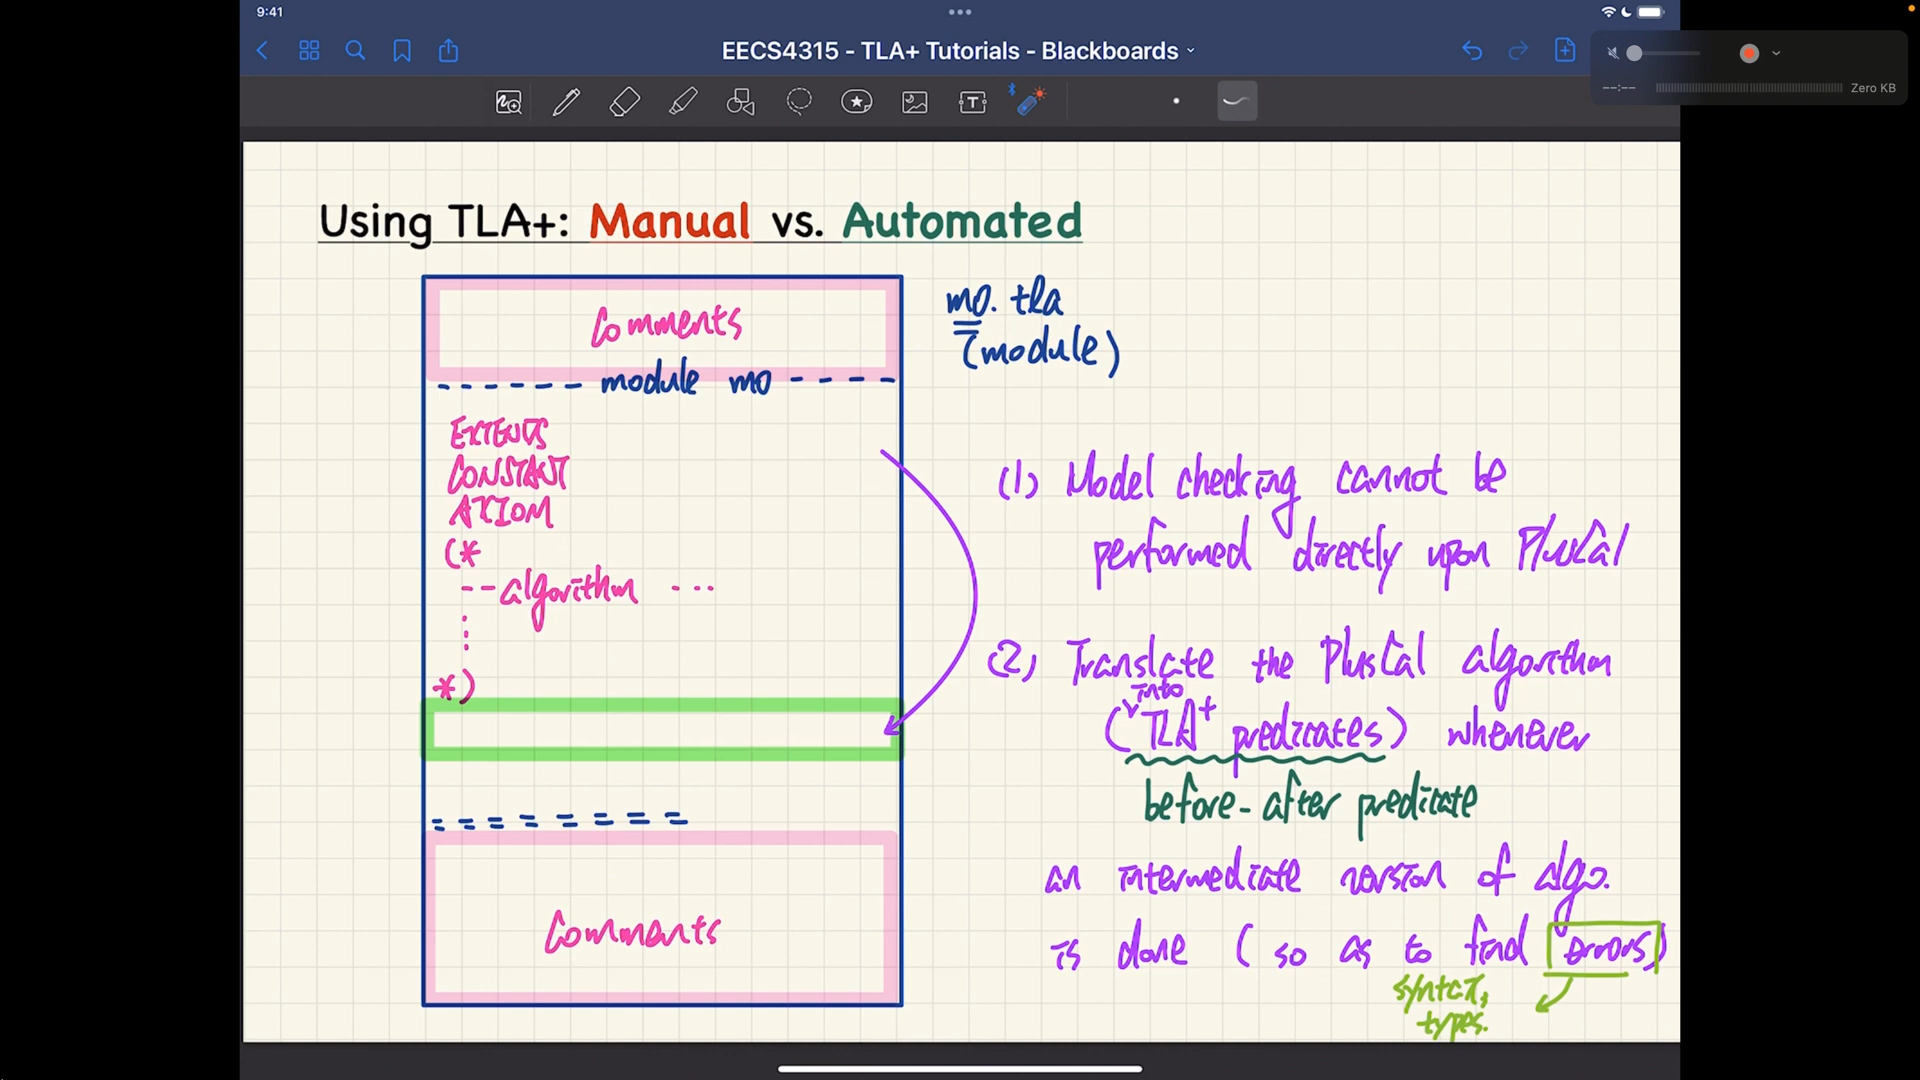 9:41
EECS4315 - TLA+ Tutorials - Blackboards
--:--
Zero KB
Using TLA+: Manual vs. Automated
Comments
------ module m0 -----
EXTENDS
CONSTANT
AXIOM
(*
--algorithm ...
*)
========
Comments
m0. tla
(module)
(1) Model checking cannot be
performed directly upon PlusCal
(2) Translate the PlusCal algorithm
into
(TLA+ predicates) whenever
before-after predicate
an intermediate version of algo.
is done (so as to find errors)
syntax,
types.